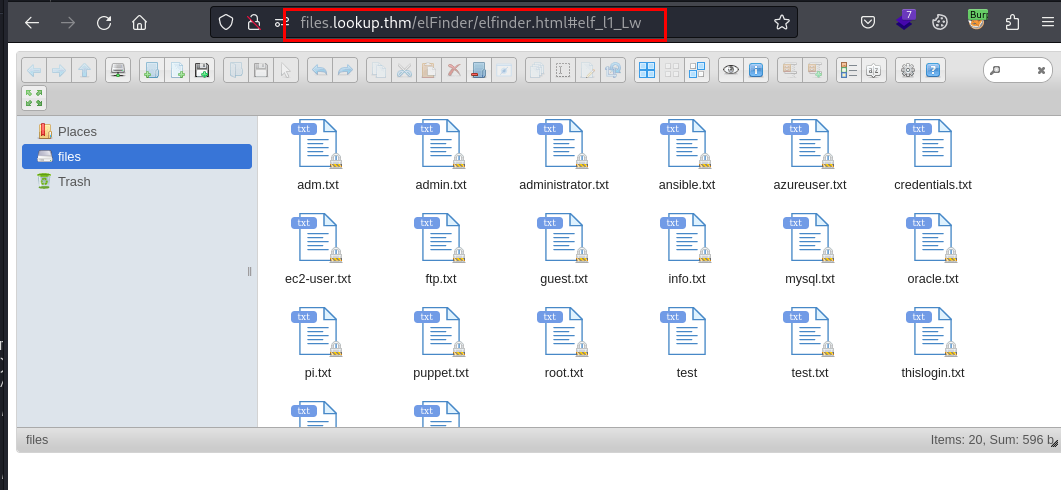 7
Burp
files.lookup.thm/elFinder/elfinder.html#elf_l1_Lw
Places
files
Trash
txt txt txt txt txt txt
adm.txt admin.txt administrator.txt ansible.txt azureuser.txt credentials.txt
txt txt txt txt txt txt
ec2-user.txt ftp.txt guest.txt info.txt mysql.txt oracle.txt
txt txt txt txt txt txt
pi.txt puppet.txt root.txt test test.txt thislogin.txt
txt txt
files Items: 20, Sum: 596 b